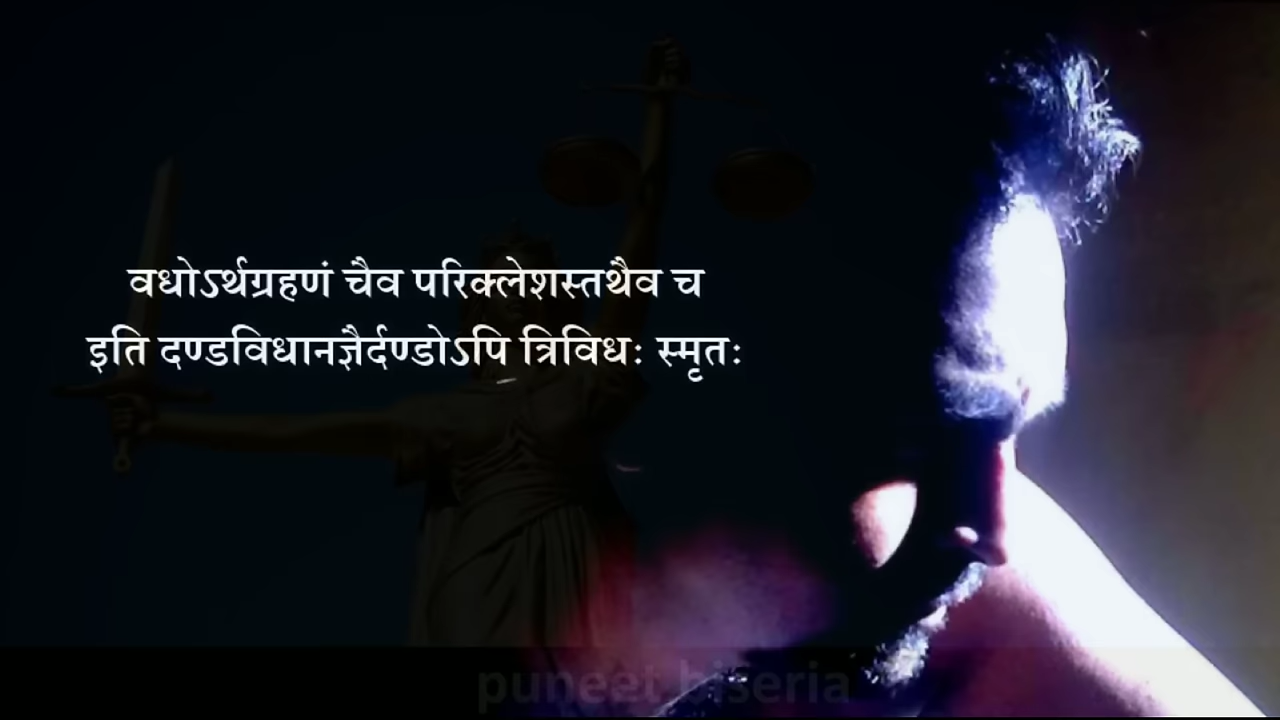 वधोऽर्थग्रहणं चैव परिक्लेशस्तथैव च
इति दण्डविधानज्ञैर्दण्डोऽपि त्रिविधः स्मृतः
puneet biseria